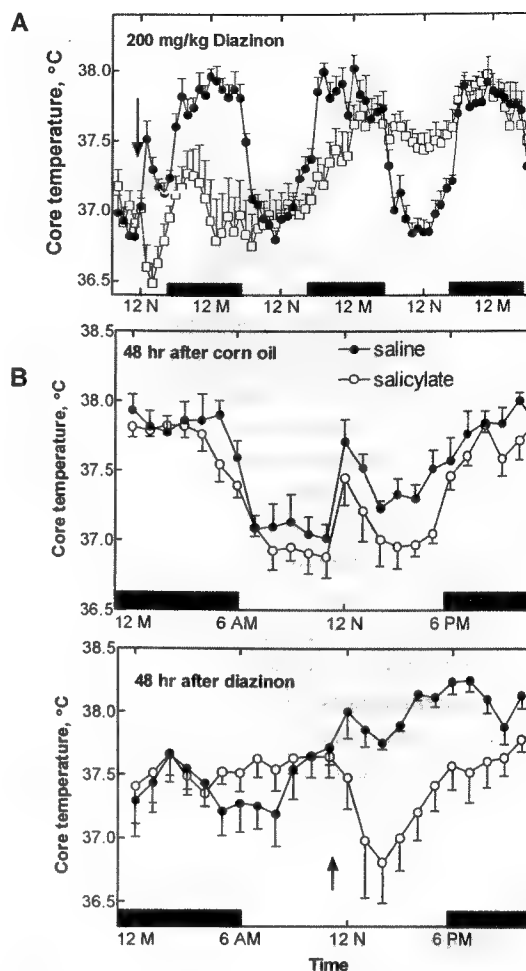 A
200 mg/kg Diazinon
Core temperature, °C
38.0
37.5
37.0
36.5
12 N
12 M
12 N
12 M
12 N
12 M
B
48 hr after corn oil
saline
salicylate
Core temperature, °C
38.5
38.0
37.5
37.0
36.5
12 M
6 AM
12 N
6 PM
48 hr after diazinon
Core temperature, °C
38.5
38.0
37.5
37.0
36.5
12 M
6 AM
12 N
6 PM
Time